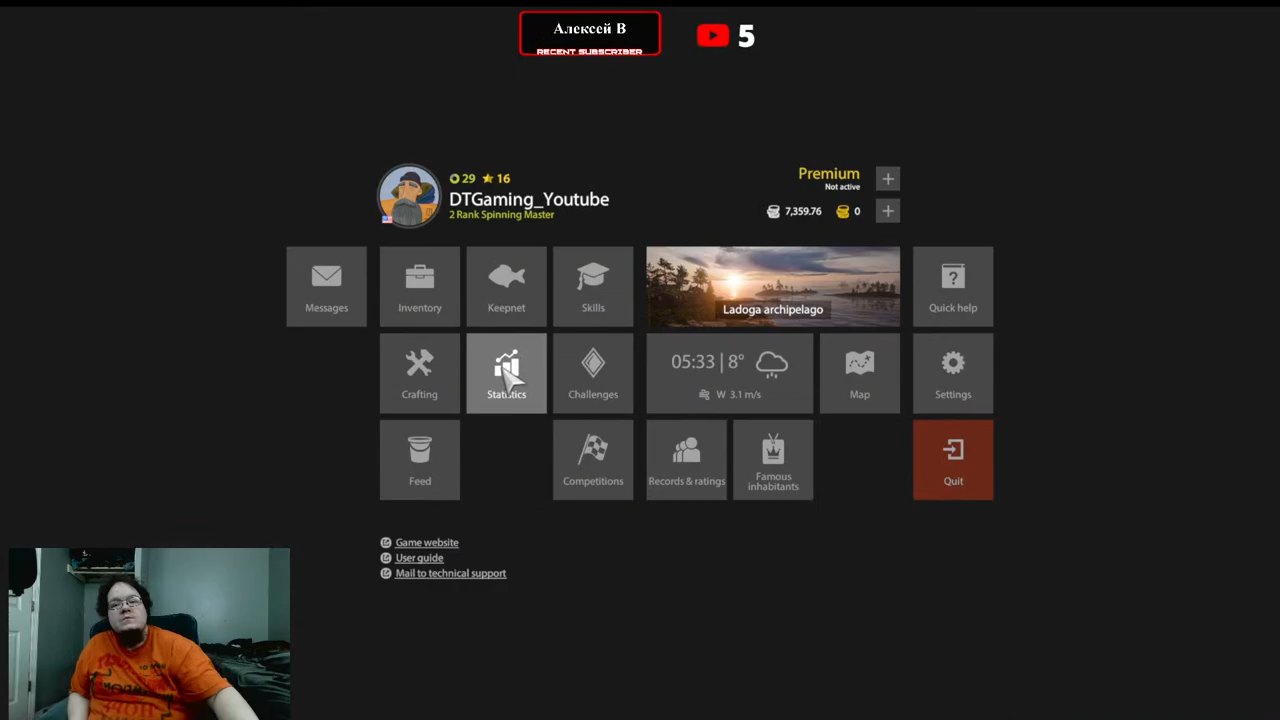 Алексей В
RECENT SUBSCRIBER
5
29 16
DTGaming_Youtube
2 Rank Spinning Master
Premium
Not active
7,359.76 0
Messages
Inventory
Keepnet
Skills
Ladoga archipelago
Quick help
Crafting
Statistics
Challenges
05:33 | 8°
W 3.1 m/s
Map
Settings
Feed
Competitions
Records & ratings
Famous
inhabitants
Quit
Game website
User guide
Mail to technical support